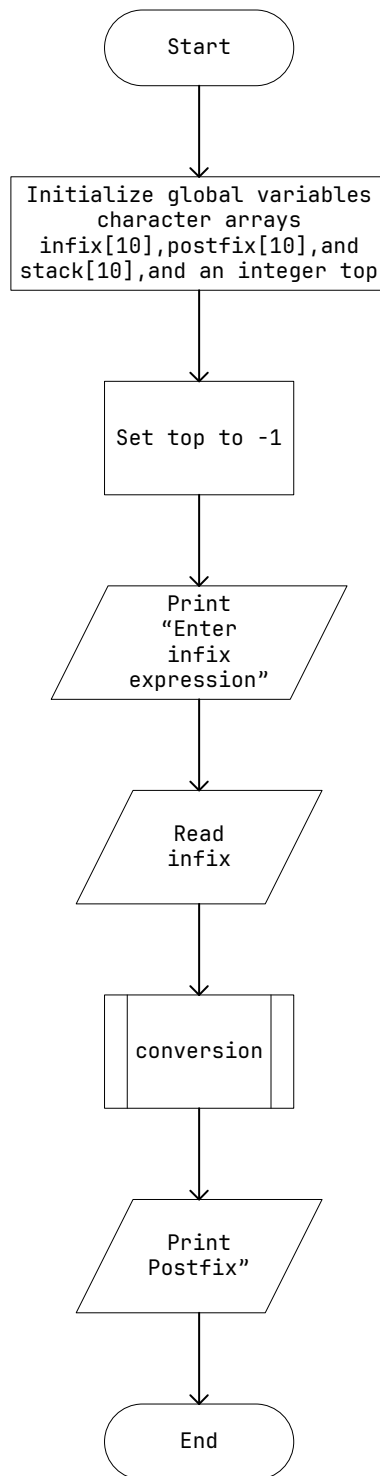 Start
Initialize global variables
character arrays
infix[10],postfix[10],and
stack[10],and an integer top
Set top to -1
Print
“Enter
infix
expression”
Read
infix
conversion
Print
Postfix”
End